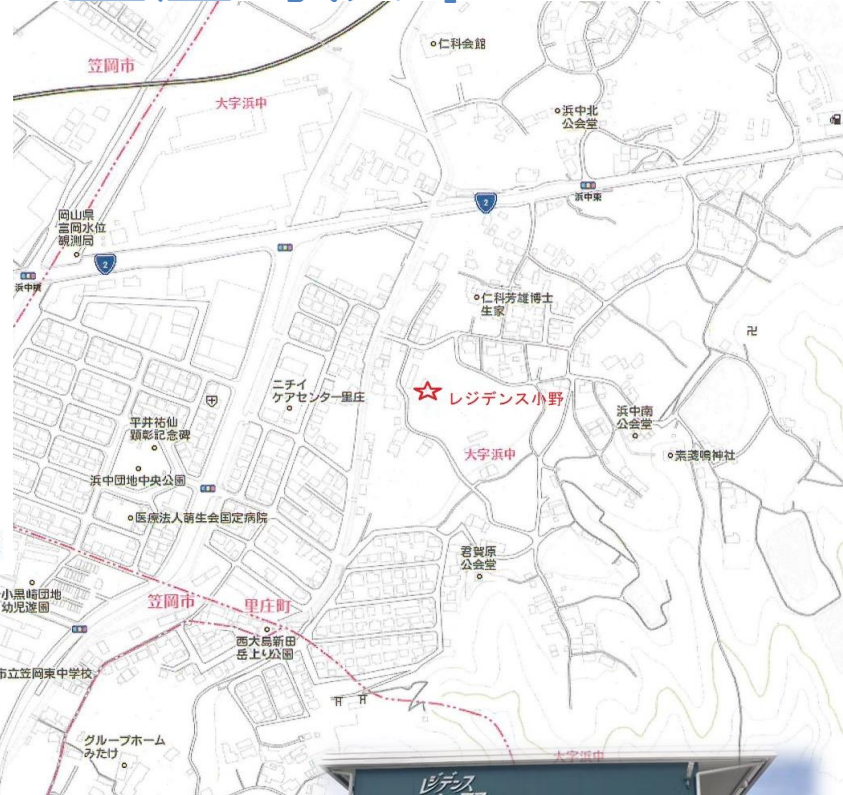 仁科会館
笠岡市
大字浜中
浜中北
公会堂
浜中東
2
岡山県
富岡水位
観測局
2
浜中橋
仁科芳雄博士
生家
ニチイ
ケアセンター里庄
レジデンス小野
浜中南
公会堂
平井祐仙
顕彰記念碑
大字浜中
素盞鳴神社
浜中団地中央公園
医療法人萌生会国定病院
君賀原
公会堂
小黒崎団地
幼児遊園
笠岡市
里庄町
西大島新田
岳上り公園
市立笠岡東中学校
グループホーム
みたけ
大字浜中
レジデンス